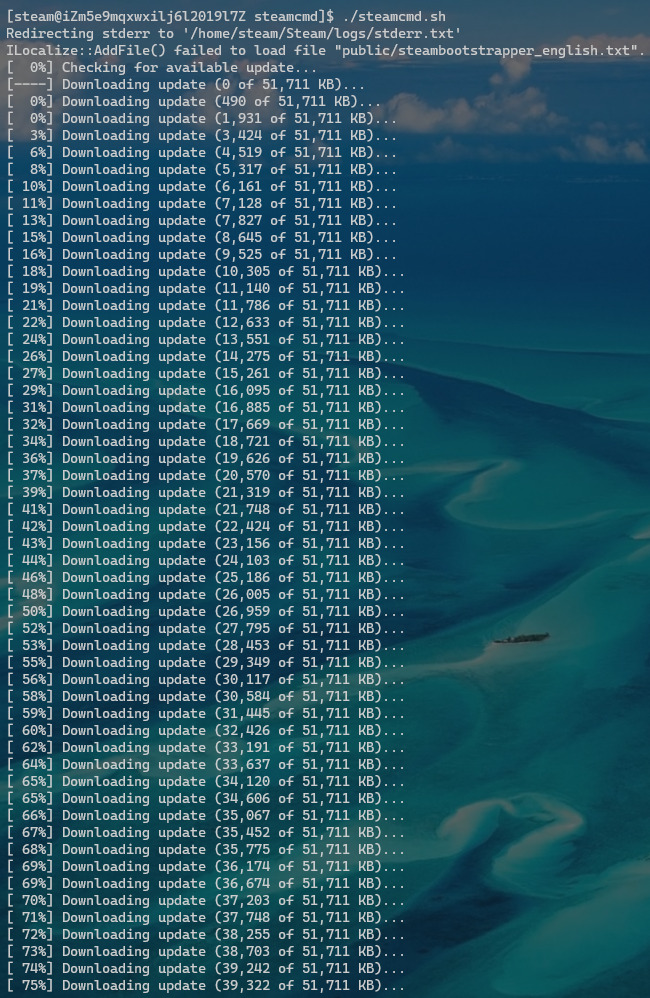 [steam@iZm5e9mqxwxilj6l2019l7Z steamcmd]$ ./steamcmd.sh
Redirecting stderr to '/home/steam/Steam/logs/stderr.txt'
ILocalize::AddFile() failed to load file "public/steambootstrapper_english.txt".
[  0%] Checking for available update...
[----] Downloading update (0 of 51,711 KB)...
[  0%] Downloading update (490 of 51,711 KB)...
[  0%] Downloading update (1,931 of 51,711 KB)...
[  3%] Downloading update (3,424 of 51,711 KB)...
[  6%] Downloading update (4,519 of 51,711 KB)...
[  8%] Downloading update (5,317 of 51,711 KB)...
[ 10%] Downloading update (6,161 of 51,711 KB)...
[ 11%] Downloading update (7,128 of 51,711 KB)...
[ 13%] Downloading update (7,827 of 51,711 KB)...
[ 15%] Downloading update (8,645 of 51,711 KB)...
[ 16%] Downloading update (9,525 of 51,711 KB)...
[ 18%] Downloading update (10,305 of 51,711 KB)...
[ 19%] Downloading update (11,140 of 51,711 KB)...
[ 21%] Downloading update (11,786 of 51,711 KB)...
[ 22%] Downloading update (12,633 of 51,711 KB)...
[ 24%] Downloading update (13,551 of 51,711 KB)...
[ 26%] Downloading update (14,275 of 51,711 KB)...
[ 27%] Downloading update (15,261 of 51,711 KB)...
[ 29%] Downloading update (16,095 of 51,711 KB)...
[ 31%] Downloading update (16,885 of 51,711 KB)...
[ 32%] Downloading update (17,669 of 51,711 KB)...
[ 34%] Downloading update (18,721 of 51,711 KB)...
[ 36%] Downloading update (19,626 of 51,711 KB)...
[ 37%] Downloading update (20,570 of 51,711 KB)...
[ 39%] Downloading update (21,319 of 51,711 KB)...
[ 41%] Downloading update (21,748 of 51,711 KB)...
[ 42%] Downloading update (22,424 of 51,711 KB)...
[ 43%] Downloading update (23,156 of 51,711 KB)...
[ 44%] Downloading update (24,103 of 51,711 KB)...
[ 46%] Downloading update (25,186 of 51,711 KB)...
[ 48%] Downloading update (26,005 of 51,711 KB)...
[ 50%] Downloading update (26,959 of 51,711 KB)...
[ 52%] Downloading update (27,795 of 51,711 KB)...
[ 53%] Downloading update (28,453 of 51,711 KB)...
[ 55%] Downloading update (29,349 of 51,711 KB)...
[ 56%] Downloading update (30,117 of 51,711 KB)...
[ 58%] Downloading update (30,584 of 51,711 KB)...
[ 59%] Downloading update (31,445 of 51,711 KB)...
[ 60%] Downloading update (32,426 of 51,711 KB)...
[ 62%] Downloading update (33,191 of 51,711 KB)...
[ 64%] Downloading update (33,637 of 51,711 KB)...
[ 65%] Downloading update (34,120 of 51,711 KB)...
[ 65%] Downloading update (34,606 of 51,711 KB)...
[ 66%] Downloading update (35,067 of 51,711 KB)...
[ 67%] Downloading update (35,452 of 51,711 KB)...
[ 68%] Downloading update (35,775 of 51,711 KB)...
[ 69%] Downloading update (36,174 of 51,711 KB)...
[ 69%] Downloading update (36,674 of 51,711 KB)...
[ 70%] Downloading update (37,203 of 51,711 KB)...
[ 71%] Downloading update (37,748 of 51,711 KB)...
[ 72%] Downloading update (38,255 of 51,711 KB)...
[ 73%] Downloading update (38,703 of 51,711 KB)...
[ 74%] Downloading update (39,242 of 51,711 KB)...
[ 75%] Downloading update (39,322 of 51,711 KB)...